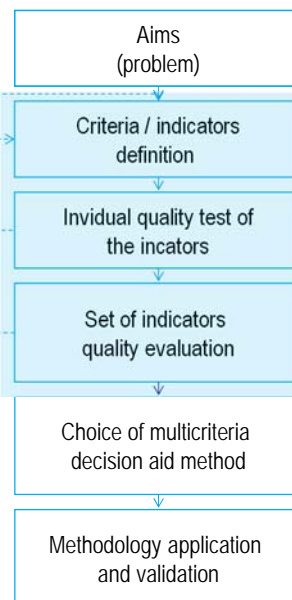 Aims
(problem)
Criteria / indicators
definition
Invidual quality test of
the incators
Set of indicators
quality evaluation
Choice of multicriteria
decision aid method
Methodology application
and validation